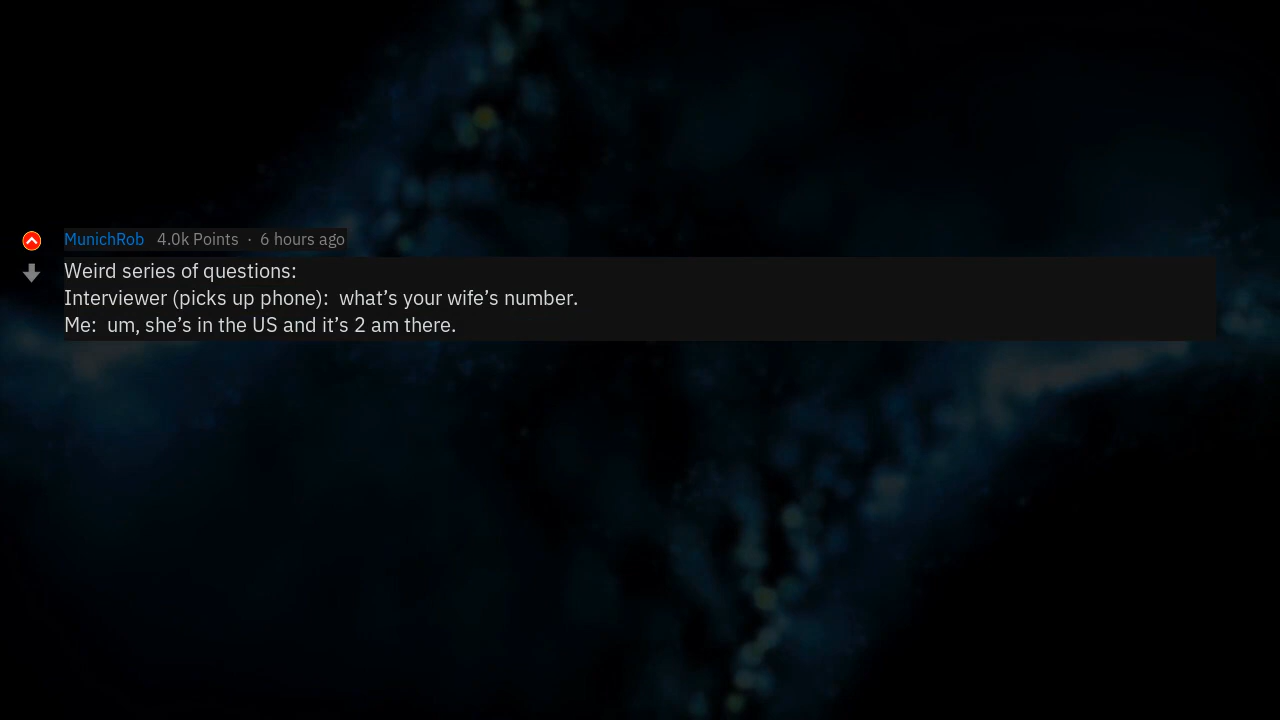 MunichRob 4.0k Points · 6 hours ago
Weird series of questions:
Interviewer (picks up phone):  what’s your wife’s number.
Me:  um, she’s in the US and it’s 2 am there.